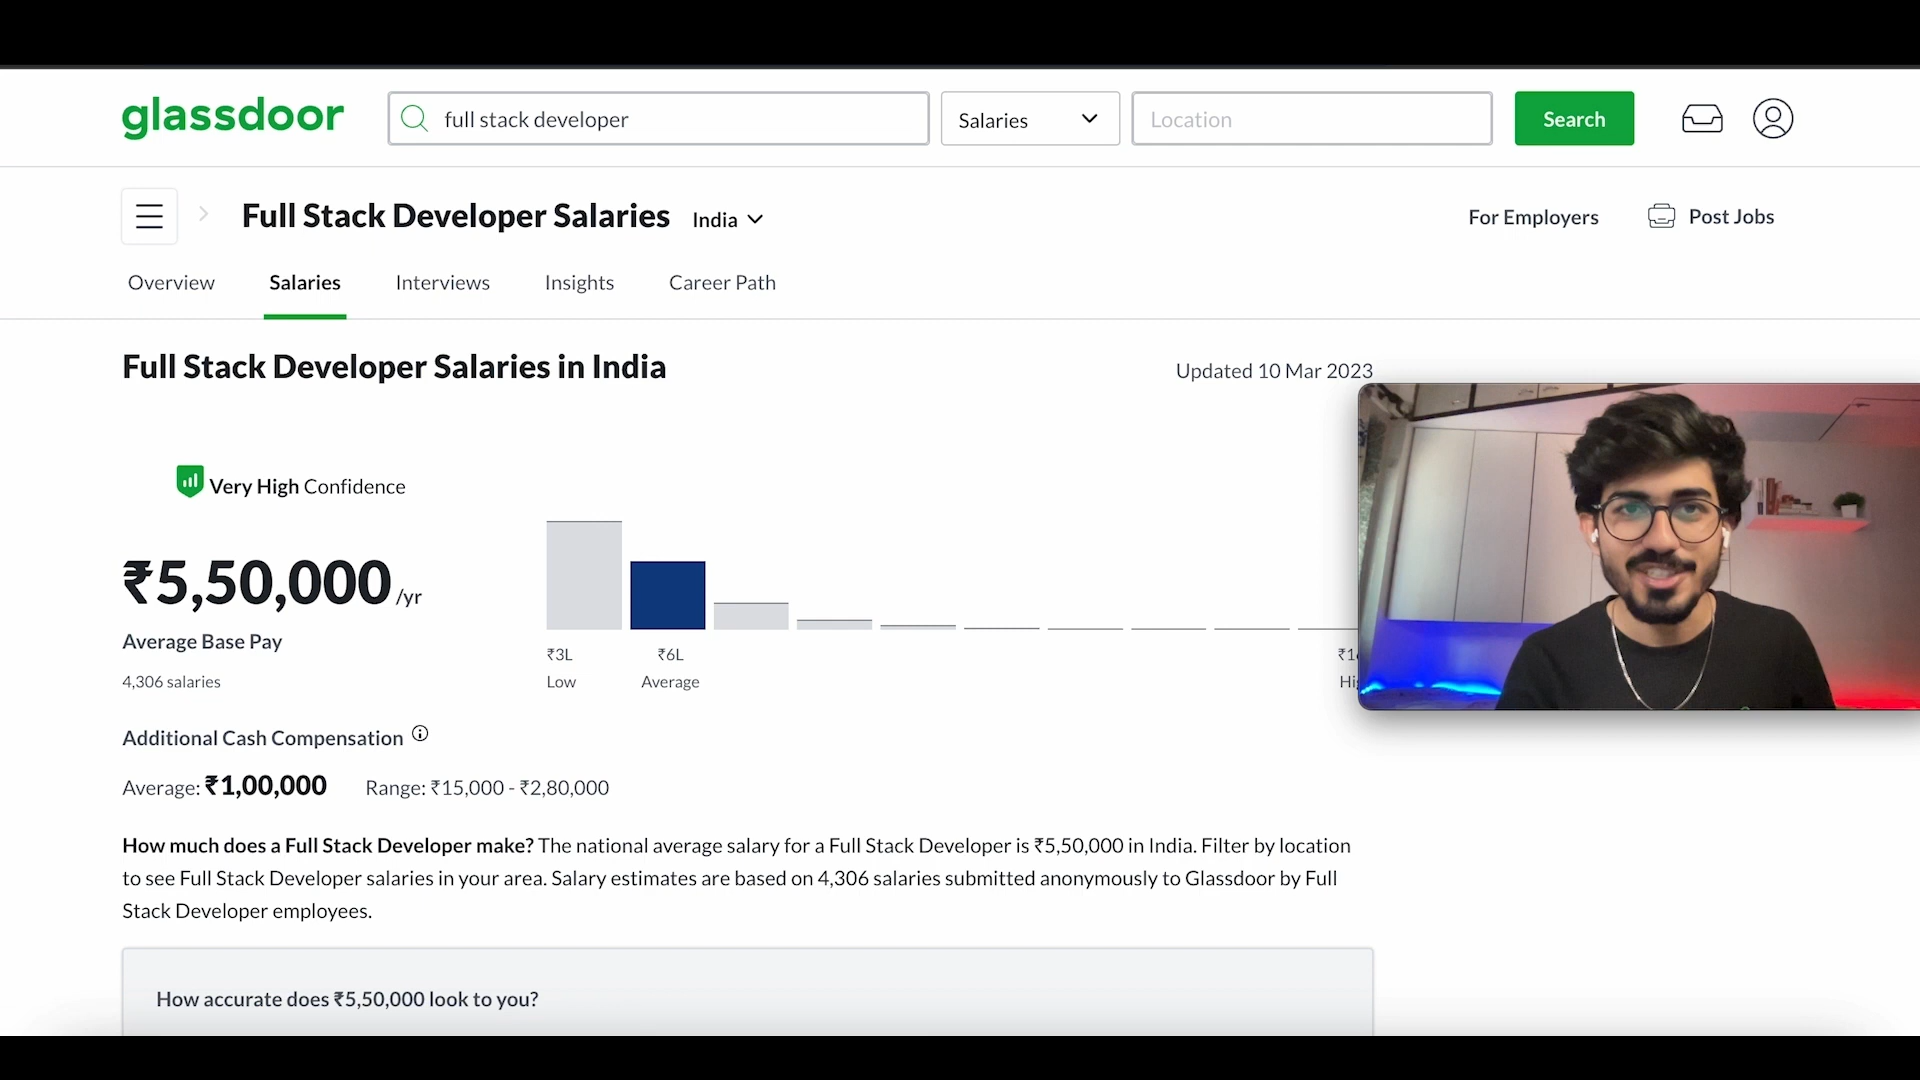 glassdoor
full stack developer
Salaries
Location
Search
Full Stack Developer Salaries
India
For Employers
Post Jobs
Overview
Salaries
Interviews
Insights
Career Path
Full Stack Developer Salaries in India
Updated 10 Mar 2023
Very High Confidence
₹5,50,000 /yr
Average Base Pay
4,306 salaries
₹3L
Low
₹6L
Average
Additional Cash Compensation
Average: ₹1,00,000
Range: ₹15,000 - ₹2,80,000
How much does a Full Stack Developer make? The national average salary for a Full Stack Developer is ₹5,50,000 in India. Filter by location
to see Full Stack Developer salaries in your area. Salary estimates are based on 4,306 salaries submitted anonymously to Glassdoor by Full
Stack Developer employees.
How accurate does ₹5,50,000 look to you?